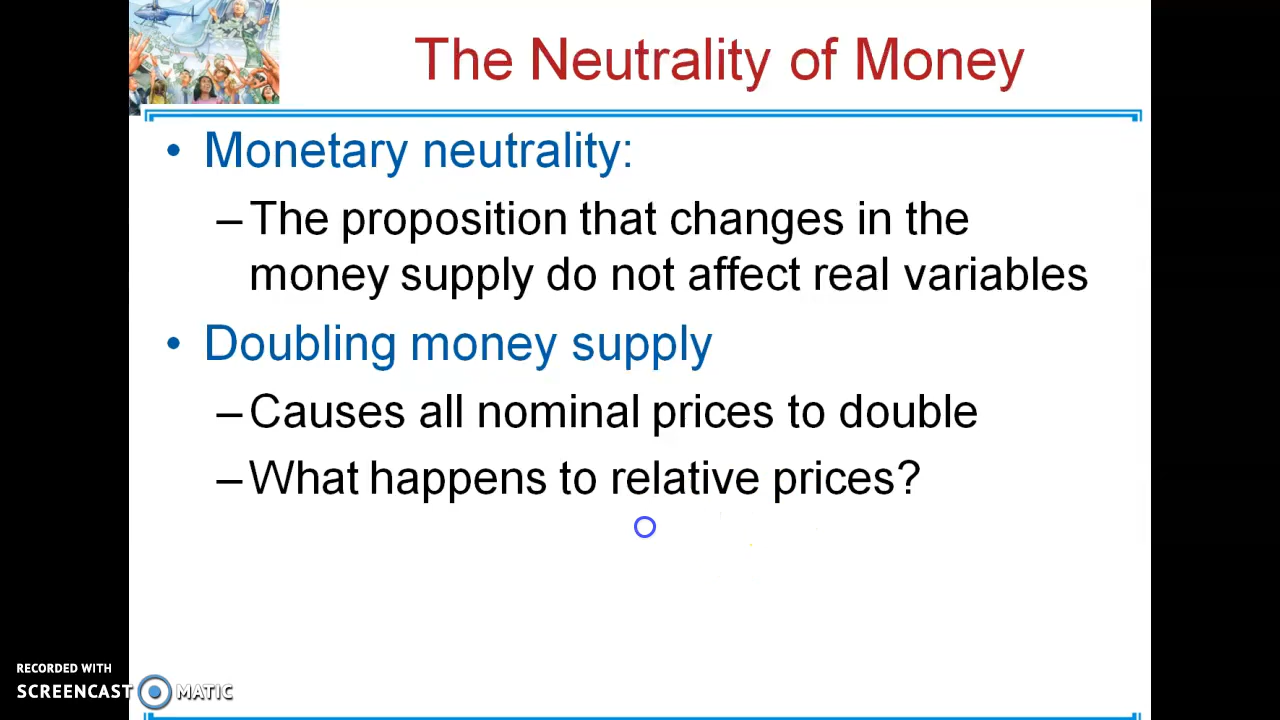 The Neutrality of Money
• Monetary neutrality:
– The proposition that changes in the
money supply do not affect real variables
• Doubling money supply
– Causes all nominal prices to double
– What happens to relative prices?
RECORDED WITH
SCREENCAST MATIC